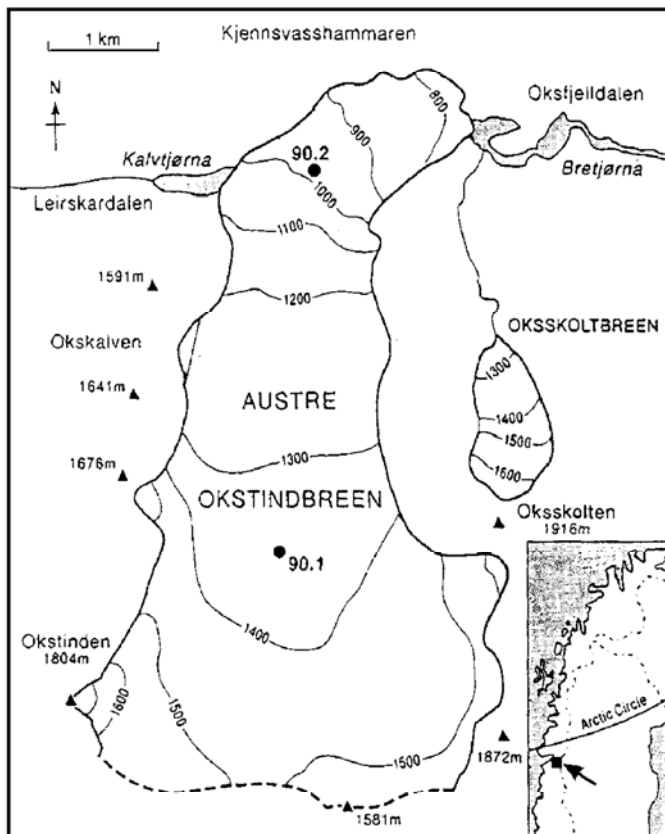 1 km
Kjennsvasshammaren
N
800
Oksfjelldalen
900
90.2
Kalvtjørna
Bretjørna
1000
Leirskardalen
1100
1591m
1200
OKSSKOLTBREEN
Okskalven
1300
1641m
AUSTRE
1400
1500
1300
1676m
1600
OKSTINDBREEN
Oksskolten
1916m
90.1
1400
Okstinden
1804m
1600
1500
Arctic Circle
1500
1872m
1581m